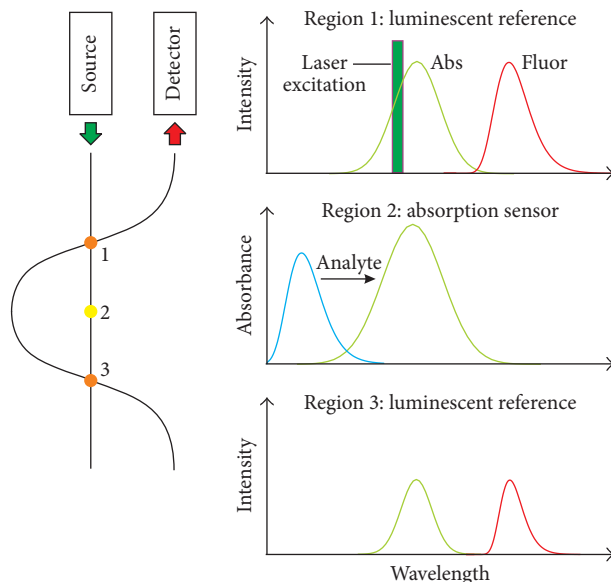 Source
Detector
1
2
3
Region 1: luminescent reference
Laser
excitation
Abs
Fluor
Intensity
Region 2: absorption sensor
Analyte
Absorbance
Region 3: luminescent reference
Intensity
Wavelength